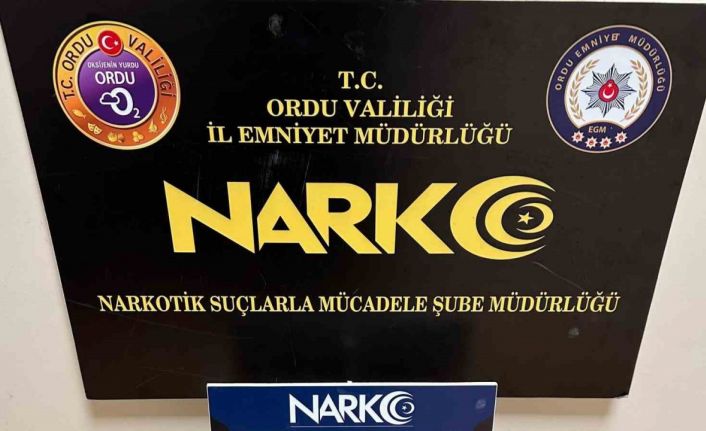 T.C. ORDU VALİLİĞİ
OKSİJENİN YURDU
ORDU
O2
ORDU EMNİYET MÜDÜRLÜĞÜ
EGM
T.C.
ORDU VALİLİĞİ
İL EMNİYET MÜDÜRLÜĞÜ
NARKO
NARKOTİK SUÇLARLA MÜCADELE ŞUBE MÜDÜRLÜĞÜ
NARKO